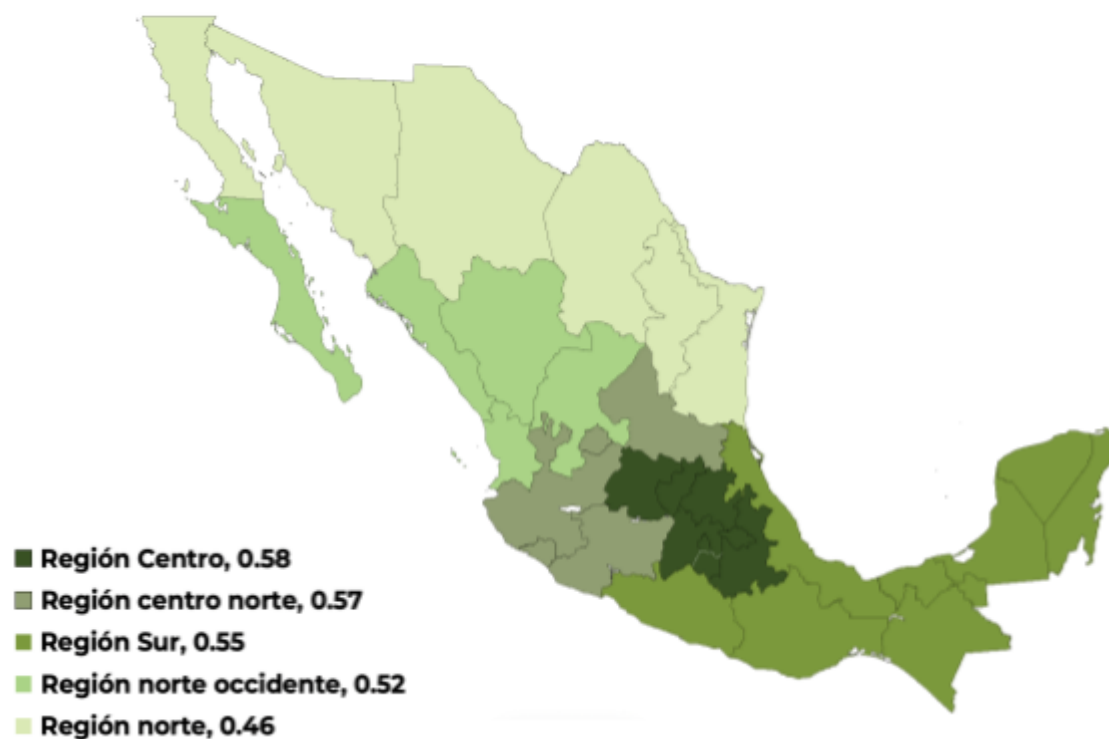 Región Centro, 0.58
Región centro norte, 0.57
Región Sur, 0.55
Región norte occidente, 0.52
Región norte, 0.46